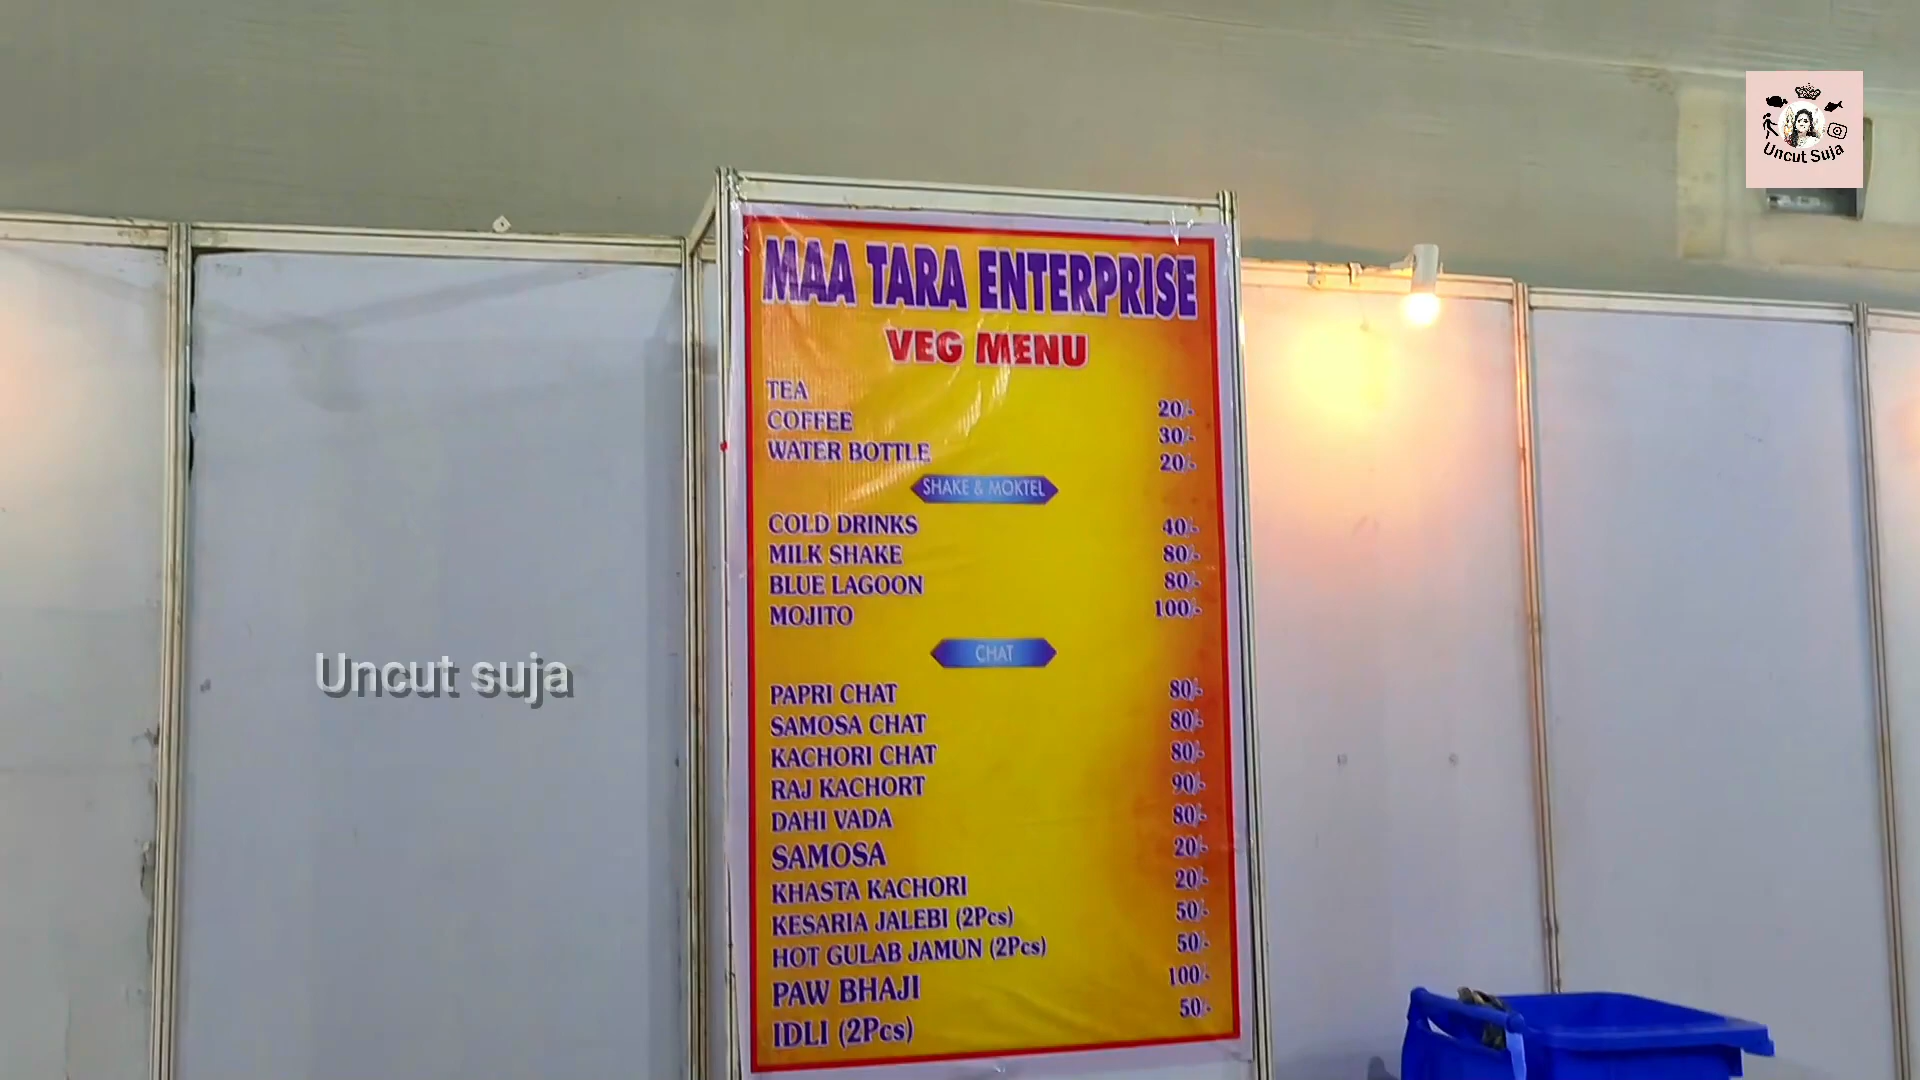 Uncut Suja
MAA TARA ENTERPRISE
VEG MENU
TEA 20/-
COFFEE 30/-
WATER BOTTLE 20/-
SHAKE & MOKTEL
COLD DRINKS 40/-
MILK SHAKE 80/-
BLUE LAGOON 80/-
MOJITO 100/-
CHAT
PAPRI CHAT 80/-
SAMOSA CHAT 80/-
KACHORI CHAT 80/-
RAJ KACHORT 90/-
DAHI VADA 80/-
SAMOSA 20/-
KHASTA KACHORI 20/-
KESARIA JALEBI (2Pcs) 50/-
HOT GULAB JAMUN (2Pcs) 50/-
PAW BHAJI 100/-
IDLI (2Pcs) 50/-
Uncut suja